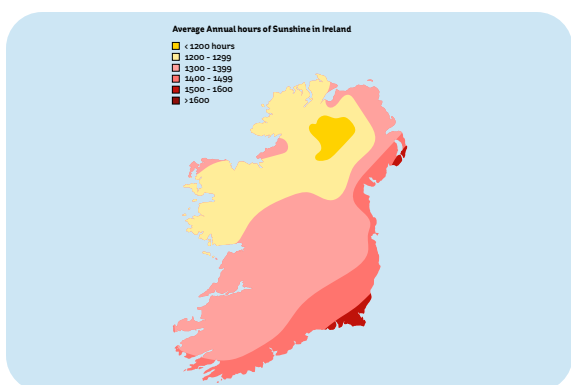 Average Annual hours of Sunshine in Ireland
< 1200 hours
1200 - 1299
1300 - 1399
1400 - 1499
1500 - 1600
>1600